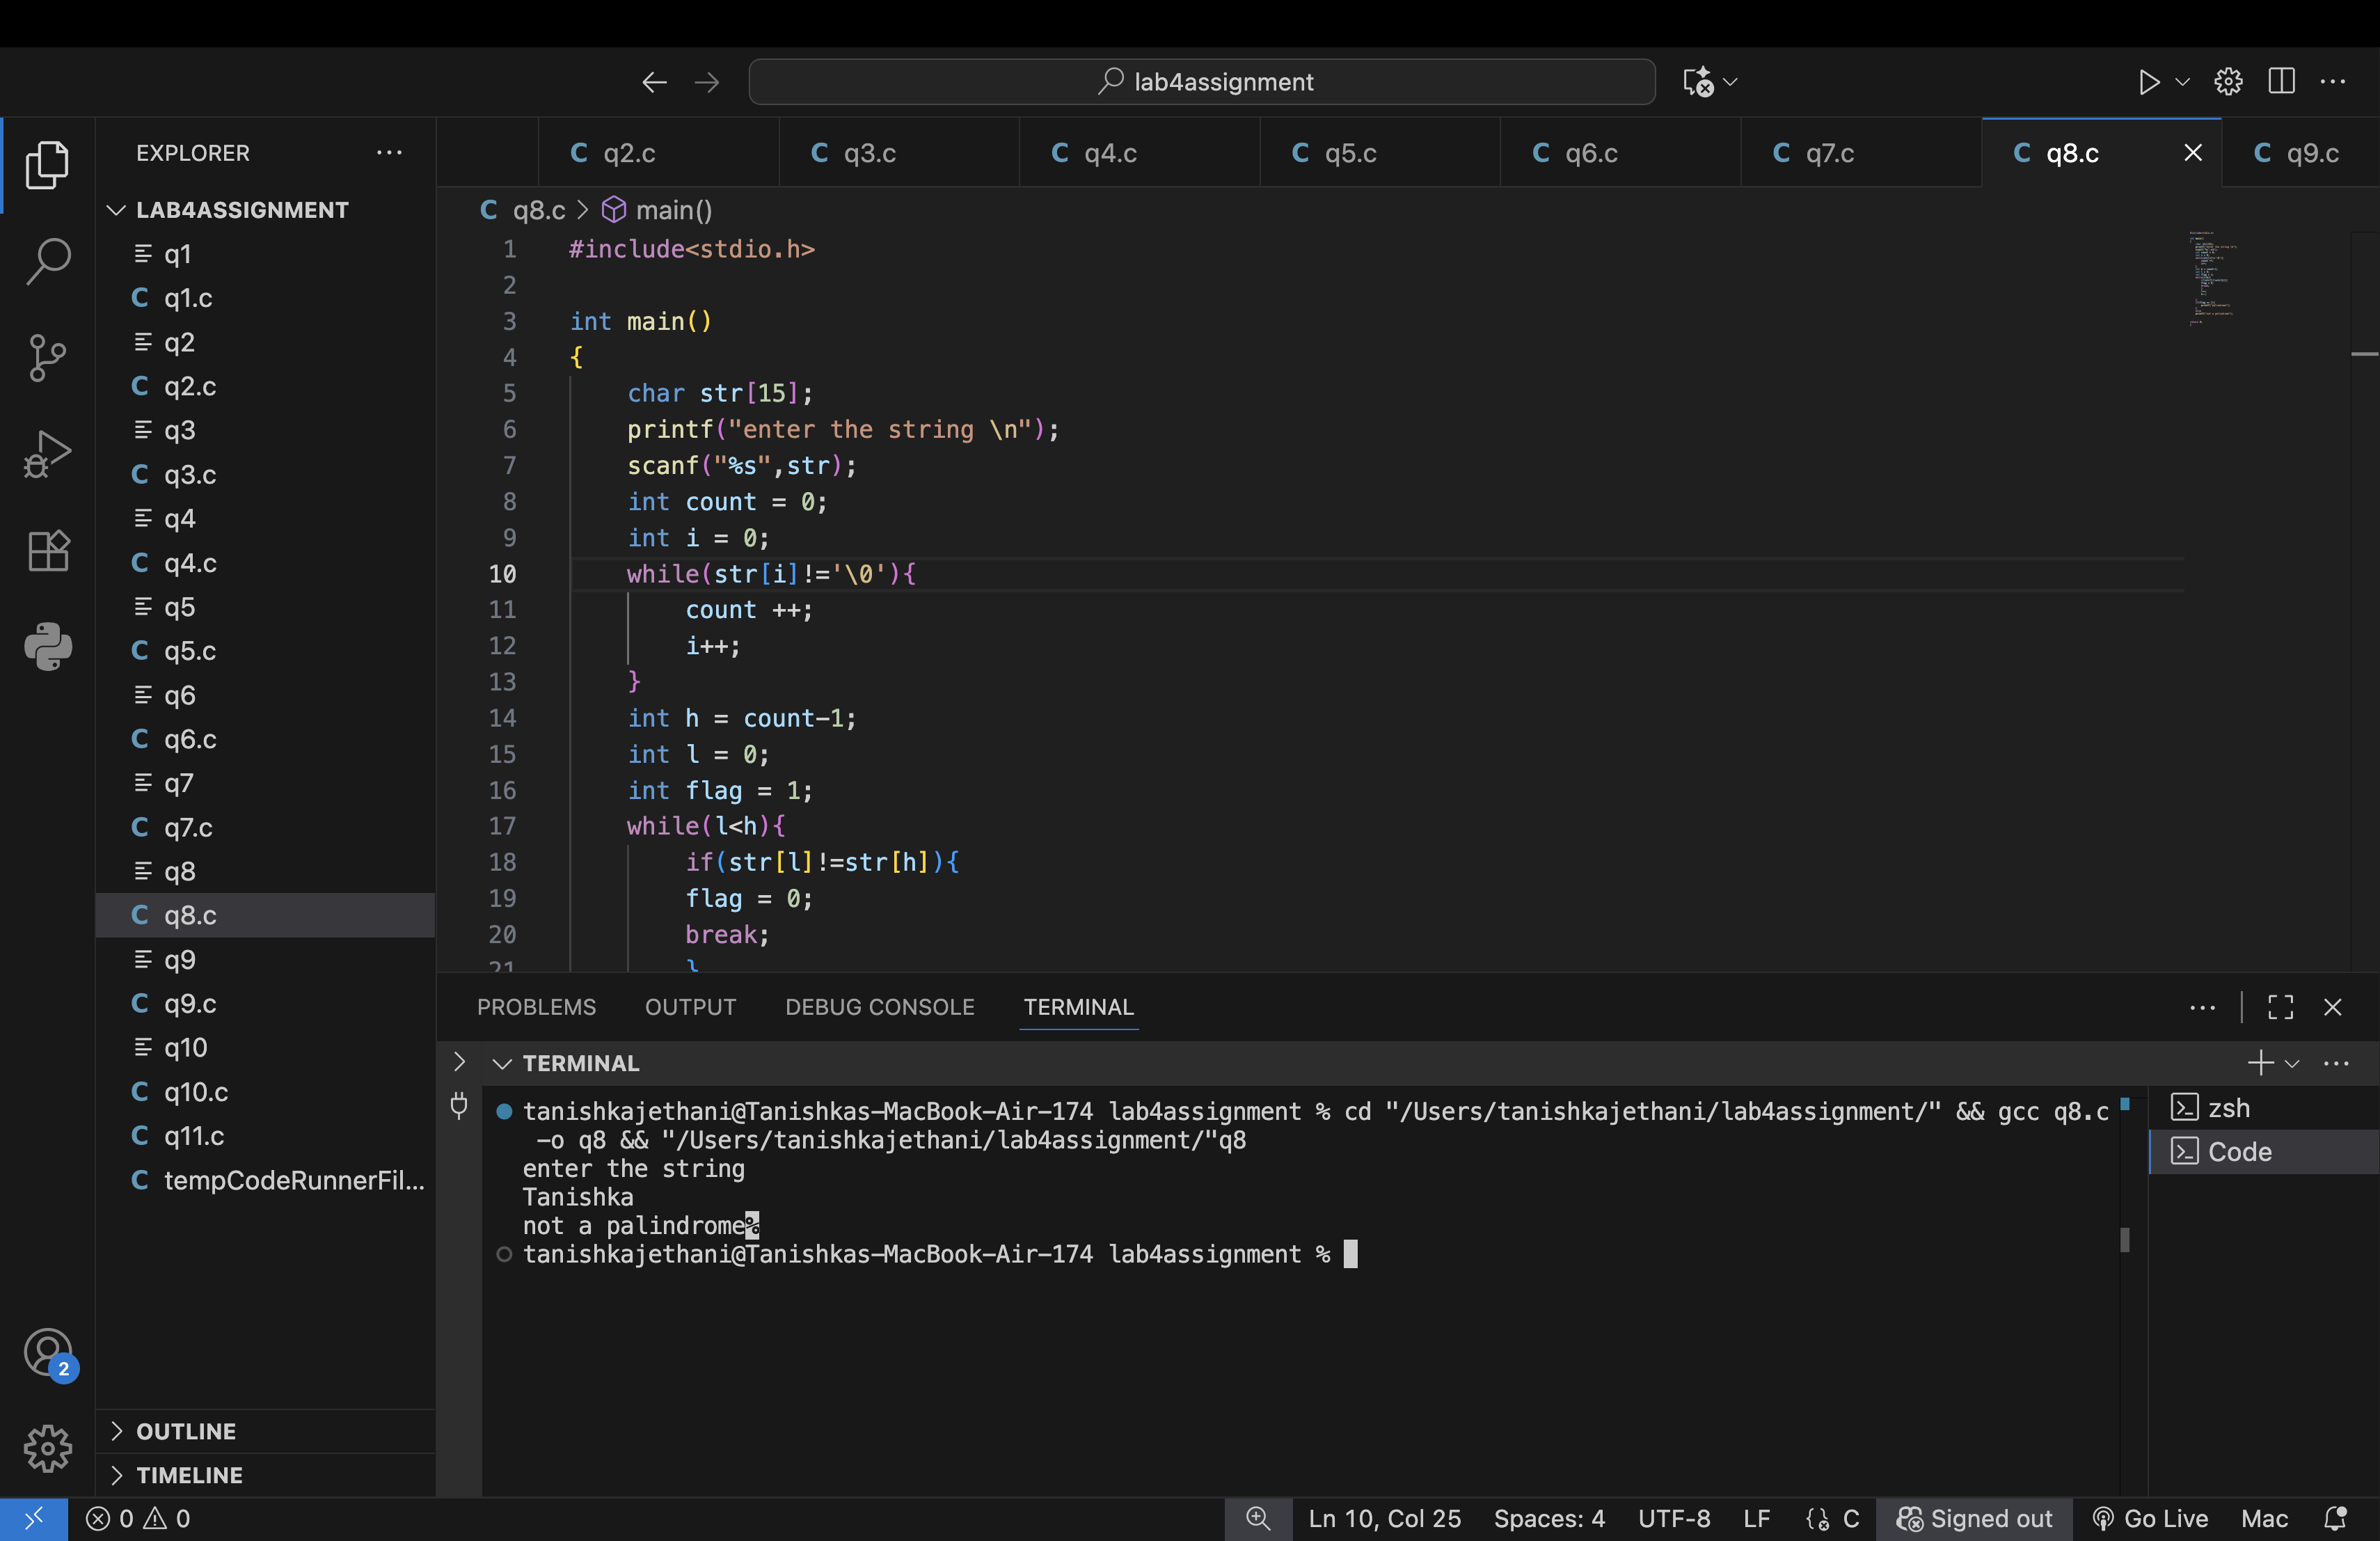 lab4assignment
EXPLORER
LAB4ASSIGNMENT
q1
C q1.c
q2
C q2.c
q3
C q3.c
q4
C q4.c
q5
C q5.c
q6
C q6.c
q7
C q7.c
q8
C q8.c
q9
C q9.c
q10
C q10.c
C q11.c
C tempCodeRunnerFil...
OUTLINE
TIMELINE
2
C q2.c C q3.c C q4.c C q5.c C q6.c C q7.c C q8.c C q9.c
C q8.c > main()
1 #include<stdio.h>
2
3 int main()
4 {
5 char str[15];
6 printf("enter the string \n");
7 scanf("%s",str);
8 int count = 0;
9 int i = 0;
10 while(str[i]!='\0'){
11 count ++;
12 i++;
13 }
14 int h = count-1;
15 int l = 0;
16 int flag = 1;
17 while(l<h){
18 if(str[l]!=str[h]){
19 flag = 0;
20 break;
21 }
PROBLEMS OUTPUT DEBUG CONSOLE TERMINAL
TERMINAL
tanishkajethani@Tanishkas-MacBook-Air-174 lab4assignment % cd "/Users/tanishkajethani/lab4assignment/" && gcc q8.c
-o q8 && "/Users/tanishkajethani/lab4assignment/"q8
enter the string
Tanishka
not a palindrome%
tanishkajethani@Tanishkas-MacBook-Air-174 lab4assignment %
zsh
Code
0 0 Ln 10, Col 25 Spaces: 4 UTF-8 LF C Signed out Go Live Mac